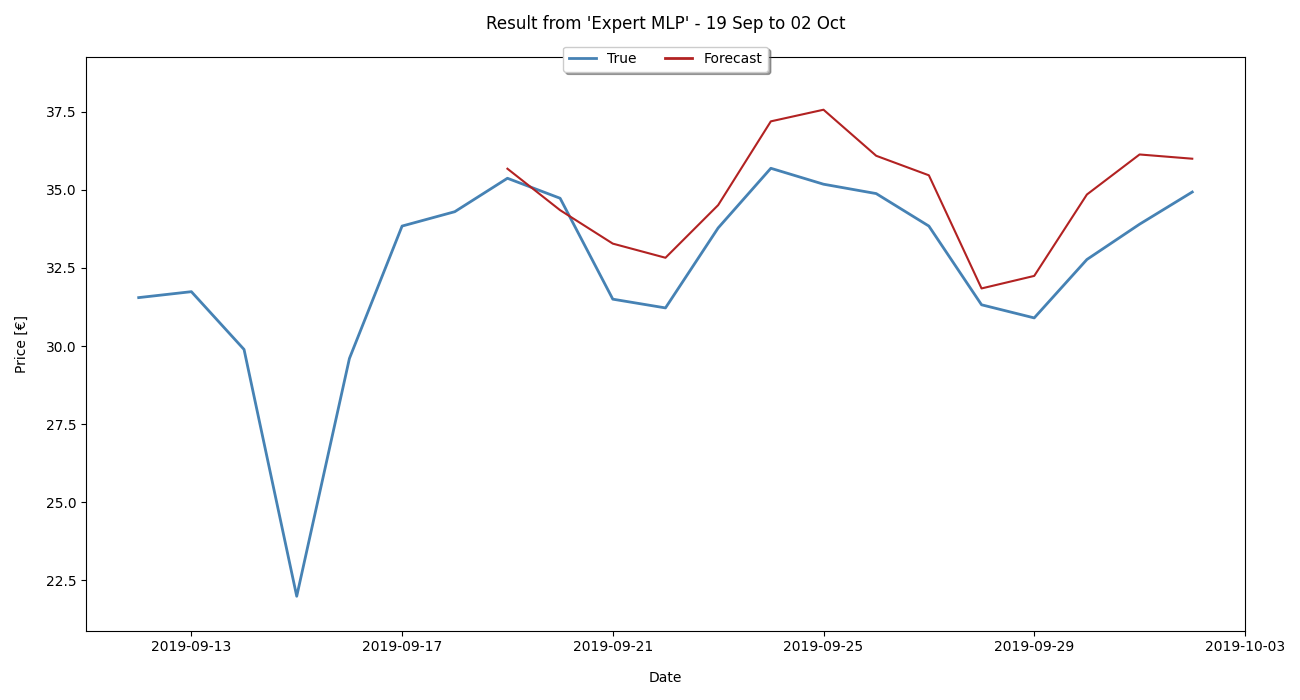 Result from 'Expert MLP' - 19 Sep to 02 Oct
True Forecast
37.5
35.0
32.5
30.0
27.5
25.0
22.5
Price [€]
2019-09-13 2019-09-17 2019-09-21 2019-09-25 2019-09-29 2019-10-03
Date